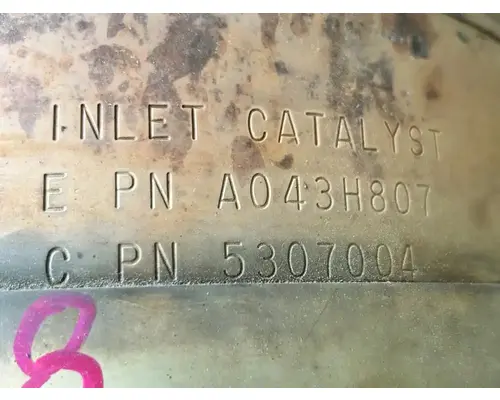 INLET CATALYST
E PN A043H807
C PN 5307004
8